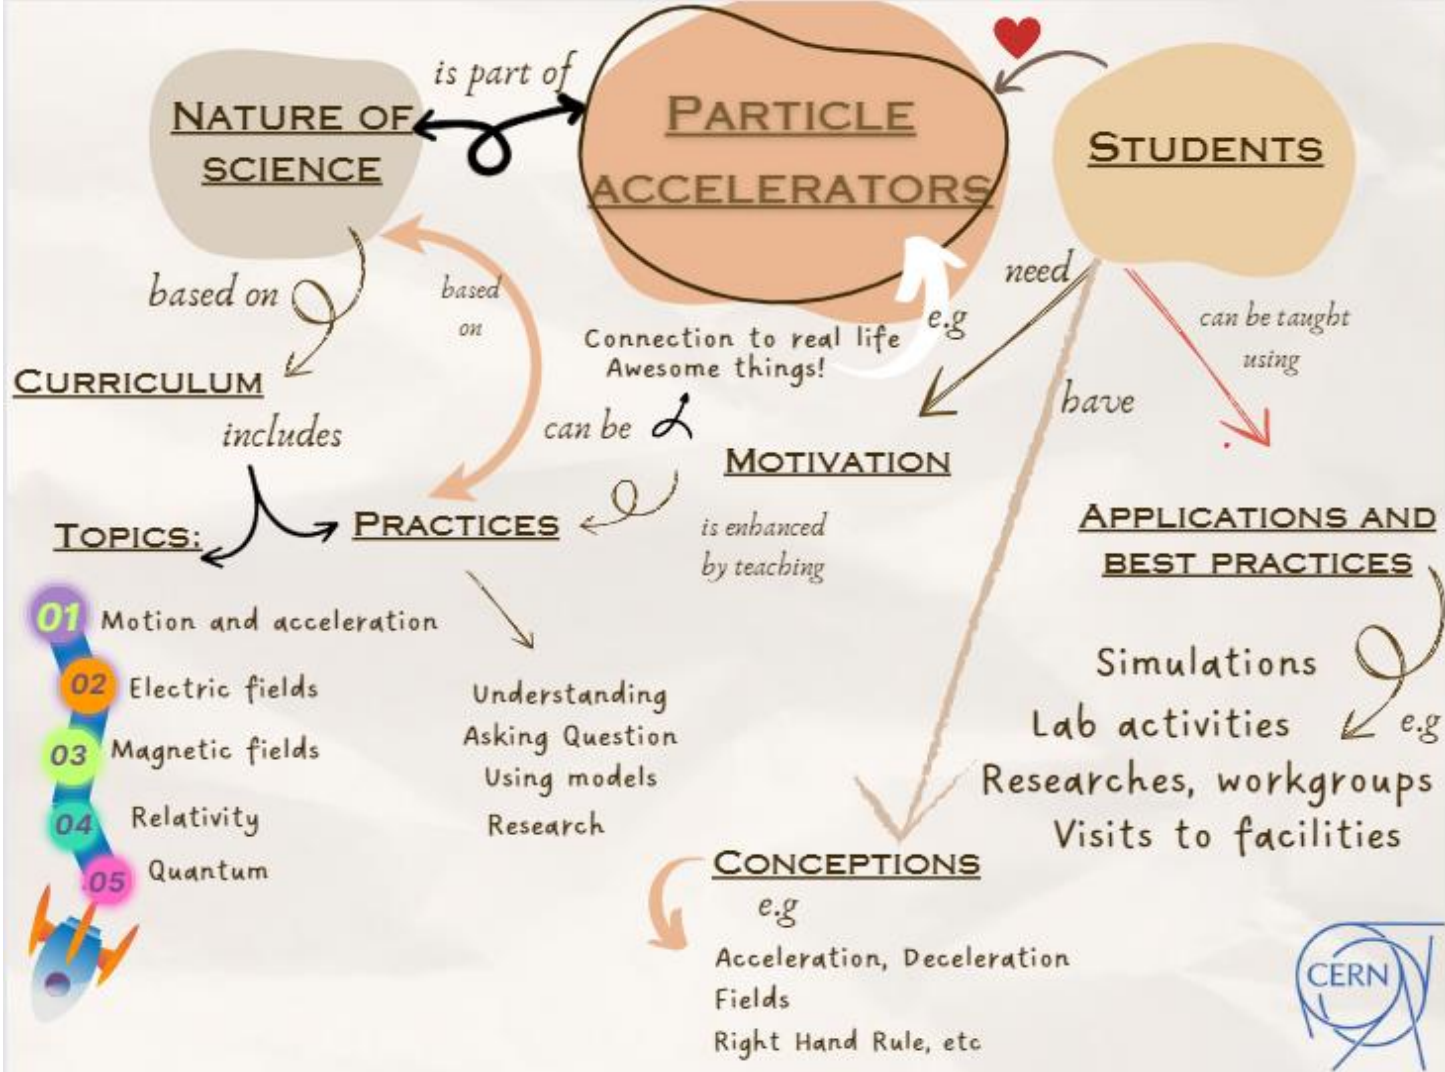 is part of
NATURE OF
SCIENCE
PARTICLE
ACCELERATORS
STUDENTS
based on
based
on
Connection to real life
Awesome things!
e.g
need
can be taught
using
have
CURRICULUM
includes
can be
MOTIVATION
is enhanced
by teaching
TOPICS:
PRACTICES
APPLICATIONS AND
BEST PRACTICES
01 Motion and acceleration
02 Electric fields
03 Magnetic fields
04 Relativity
05 Quantum
Understanding
Asking Question
Using models
Research
Simulations
Lab activities
e.g
Researches, workgroups
Visits to facilities
CONCEPTIONS
e.g
Acceleration, Deceleration
Fields
Right Hand Rule, etc
CERN